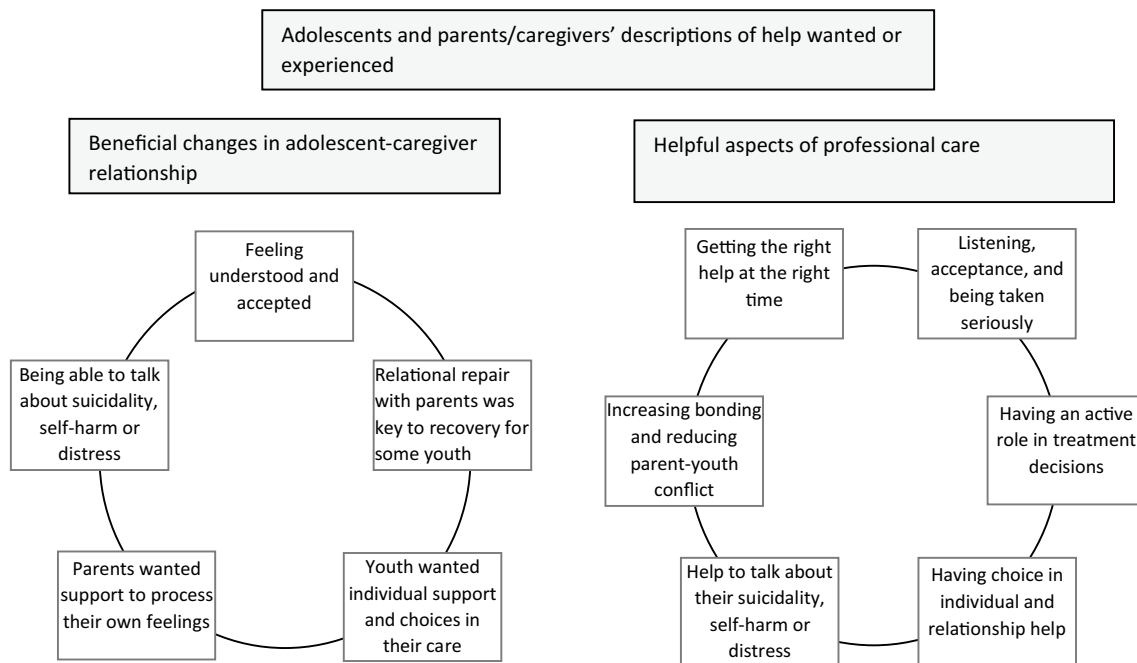 Adolescents and parents/caregivers’ descriptions of help wanted or
experienced
Beneficial changes in adolescent-caregiver
relationship
Feeling
understood and
accepted
Relational repair
with parents was
key to recovery for
some youth
Youth wanted
individual support
and choices in
their care
Parents wanted
support to process
their own feelings
Being able to talk
about suicidality,
self-harm or
distress
Helpful aspects of professional care
Getting the right
help at the right
time
Listening,
acceptance, and
being taken
seriously
Having an active
role in treatment
decisions
Having choice in
individual and
relationship help
Help to talk about
their suicidality,
self-harm or
distress
Increasing bonding
and reducing
parent-youth
conflict